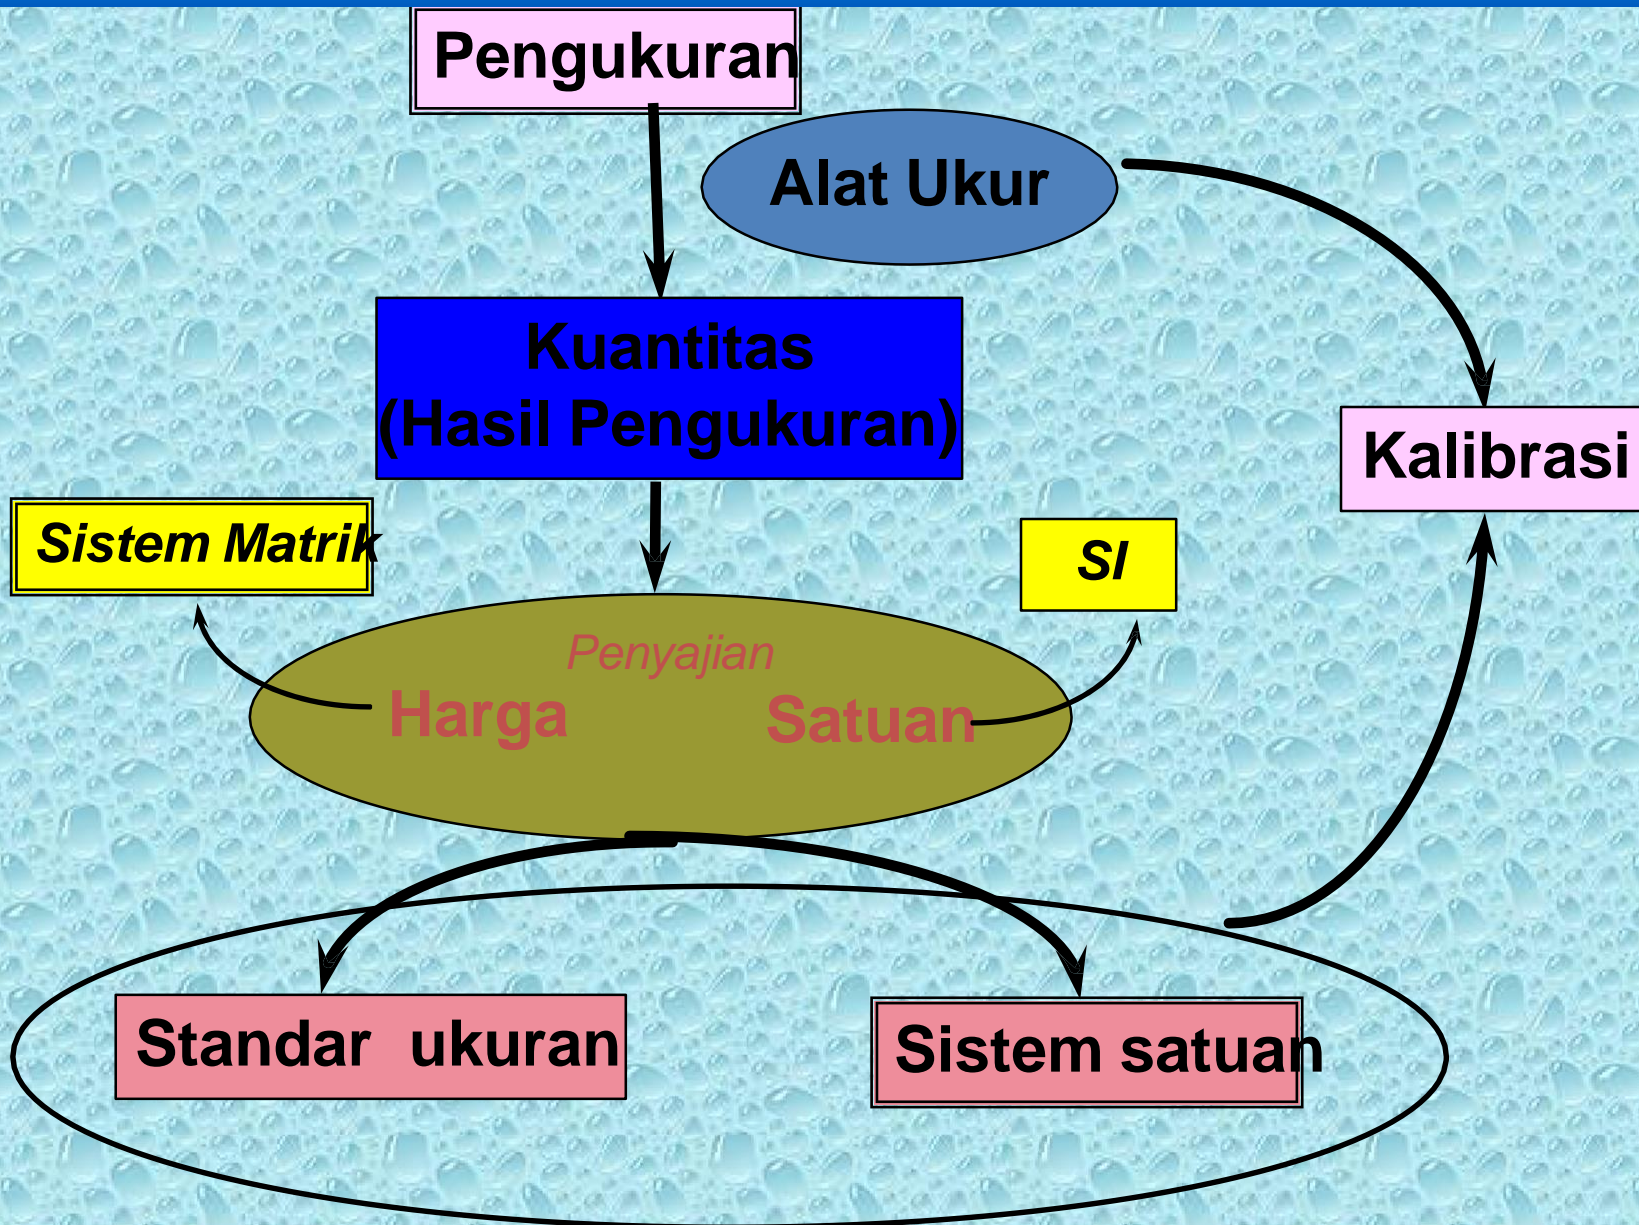 Pengukuran
Alat Ukur
Kuantitas
(Hasil Pengukuran)
Kalibrasi
Sistem Matrik
SI
Penyajian
Harga
Satuan
Standar ukuran
Sistem satuan